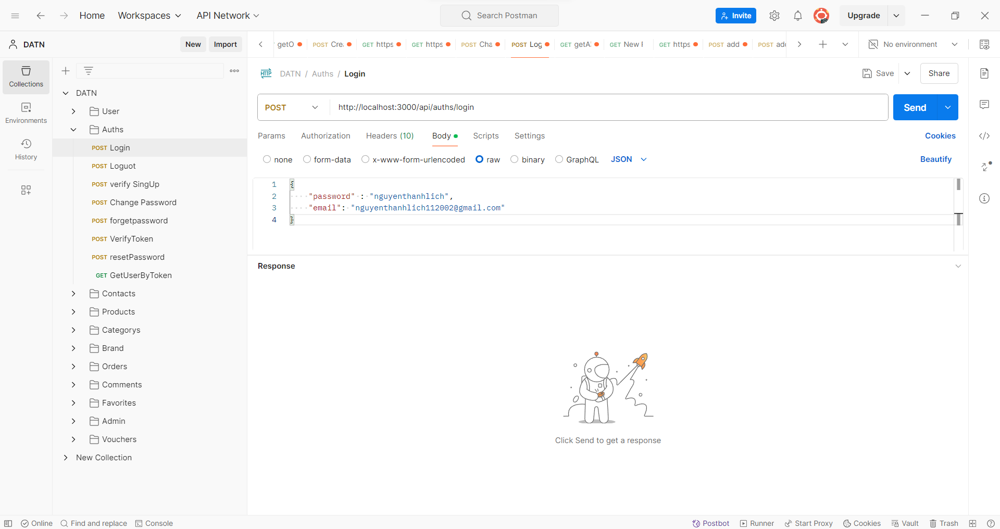 Home Workspaces API Network Search Postman Invite Upgrade
DATN New Import
getO POST Cre GET https GET https POST Cha POST Log GET getA GET New GET https POST add POST add No environment
Collections
Environments
History
DATN
User
Auths
POST Login
POST Loguot
POST verify SingUp
POST Change Password
POST forgetpassword
POST VerifyToken
POST resetPassword
GET GetUserByToken
Contacts
Products
Categorys
Brand
Orders
Comments
Favorites
Admin
Vouchers
New Collection
HTTP DATN / Auths / Login Save Share
POST http://localhost:3000/api/auths/login Send
Params Authorization Headers (10) Body Scripts Settings Cookies
none form-data x-www-form-urlencoded raw binary GraphQL JSON Beautify
1 {
2 "password" : "nguyenthanhlich",
3 "email": "nguyenthanhlich112002@gmail.com"
4 }
Response
Click Send to get a response
Online Find and replace Console Postbot Runner Start Proxy Cookies Vault Trash